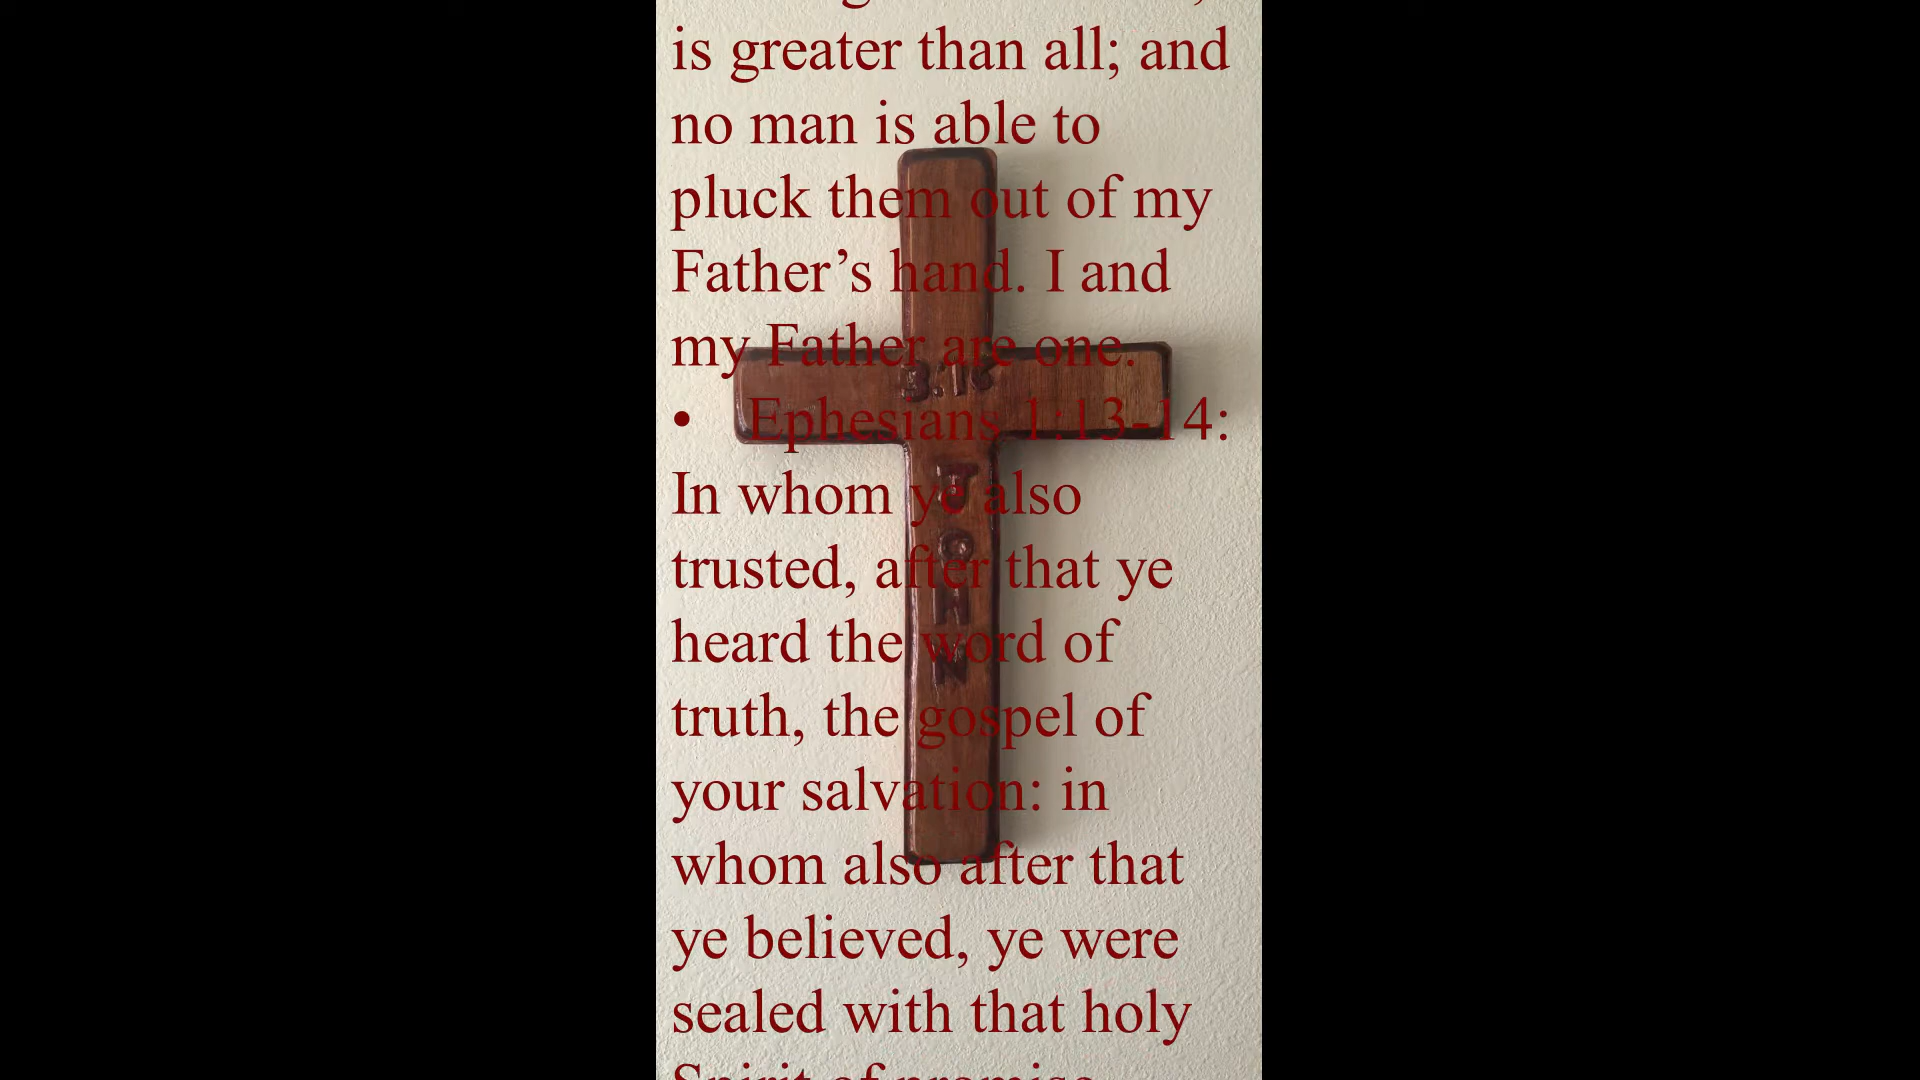 is greater than all; and
no man is able to
pluck them out of my
Father’s hand. I and
my Father are one.
3:16
• Ephesians 1:13-14:
In whom ye also
trusted, after that ye
heard the word of
truth, the gospel of
your salvation: in
whom also after that
ye believed, ye were
sealed with that holy
Spirit of promise
JOHN